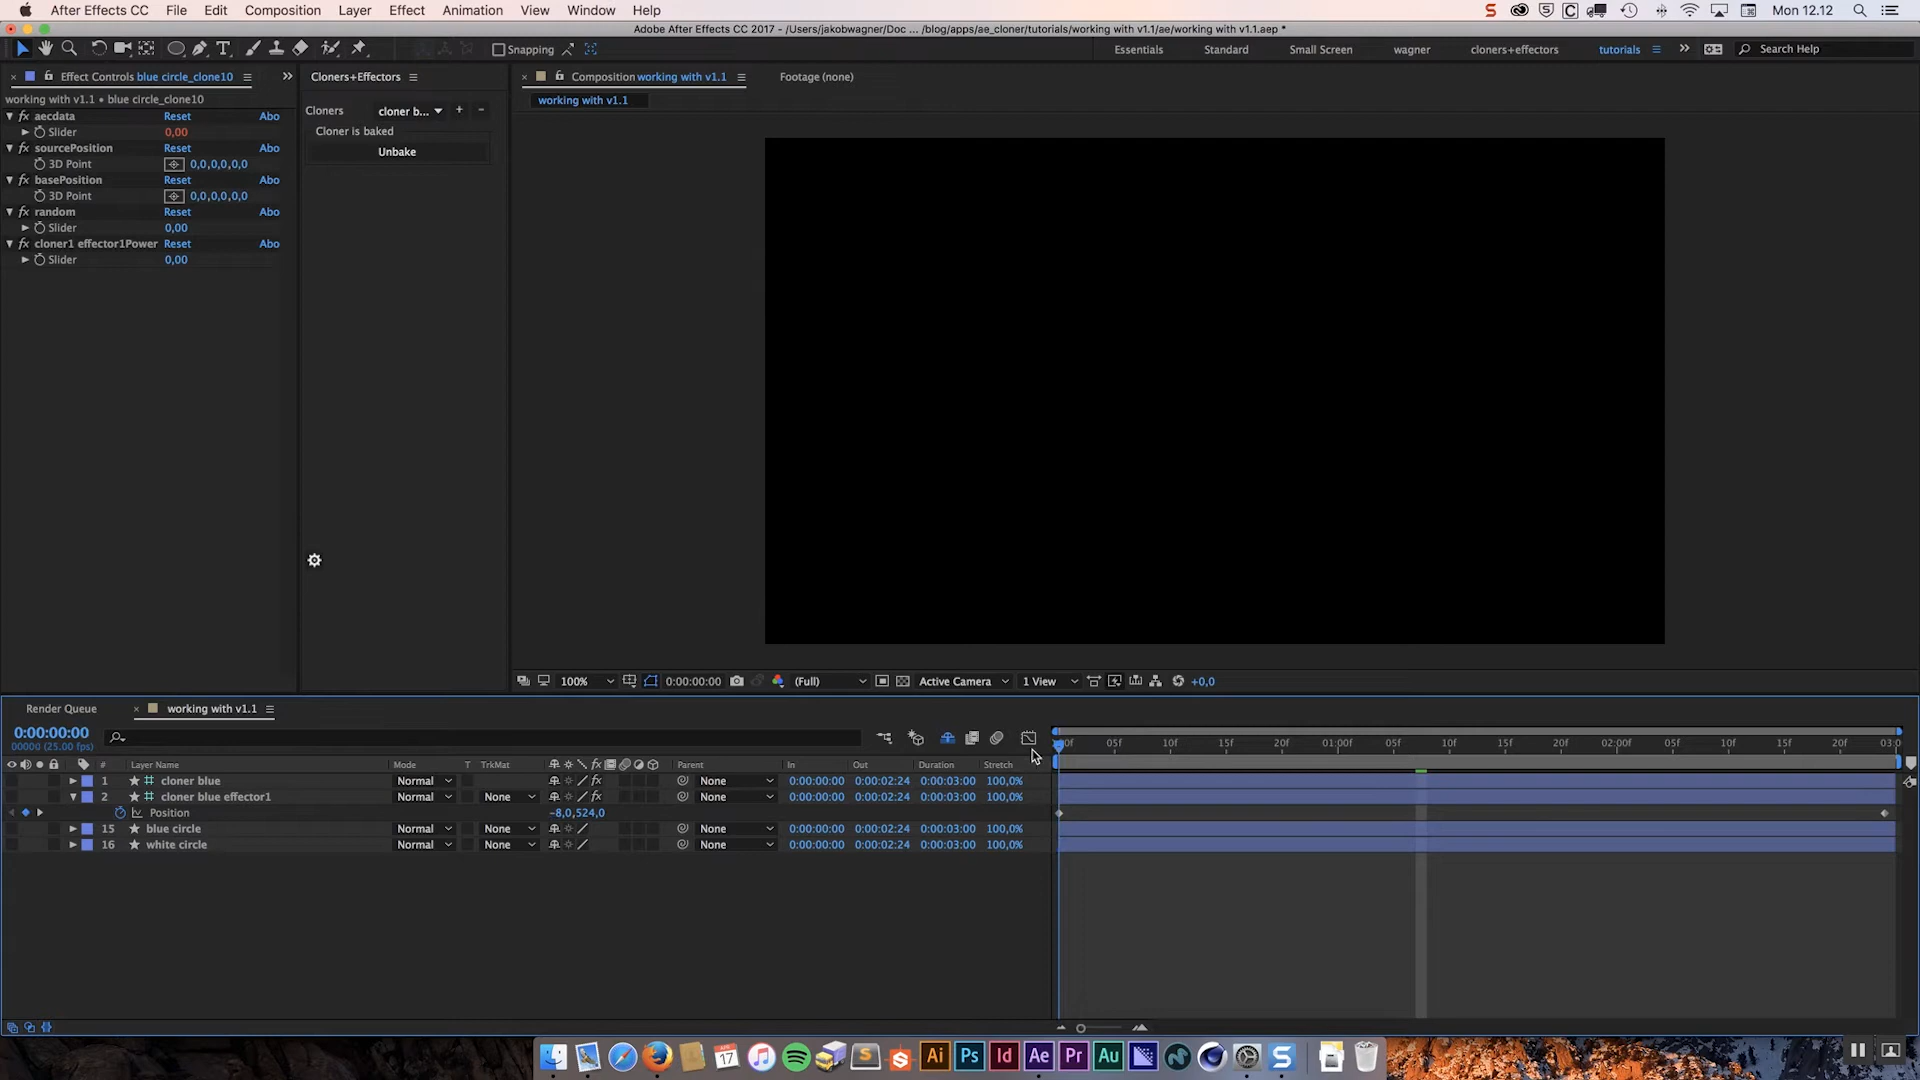 After Effects CC File Edit Composition Layer Effect Animation View Window Help Mon 12.12
Adobe After Effects CC 2017 - /Users/jakobwagner/Doc ... /blog/apps/ae_cloner/tutorials/working with v1.1/ae/working with v1.1.aep *
Snapping Essentials Standard Small Screen wagner cloners+effectors tutorials Search Help
Effect Controls blue circle_clone10
working with v1.1 • blue circle_clone10
fx aecdata Reset Abo
Slider 0,00
fx sourcePosition Reset Abo
3D Point 0,0,0,0,0,0
fx basePosition Reset Abo
3D Point 0,0,0,0,0,0
fx random Reset Abo
Slider 0,00
fx cloner1 effector1Power Reset Abo
Slider 0,00
Cloners+Effectors
Cloners cloner b... + -
Cloner is baked
Unbake
Composition working with v1.1 Footage (none)
working with v1.1
100% 0:00:00:00 (Full) Active Camera 1 View +0,0
Render Queue working with v1.1
0:00:00:00
00000 (25.00 fps)
:00f 05f 10f 15f 20f 01:00f 05f 10f 15f 20f 02:00f 05f 10f 15f 20f 03:0
# Layer Name Mode T TrkMat fx Parent In Out Duration Stretch
1 cloner blue Normal fx None 0:00:00:00 0:00:02:24 0:00:03:00 100,0%
2 cloner blue effector1 Normal None fx None 0:00:00:00 0:00:02:24 0:00:03:00 100,0%
Position -8,0,524,0
15 blue circle Normal None None 0:00:00:00 0:00:02:24 0:00:03:00 100,0%
16 white circle Normal None None 0:00:00:00 0:00:02:24 0:00:03:00 100,0%
APR
17
S Ai Ps Id Ae Pr Au S